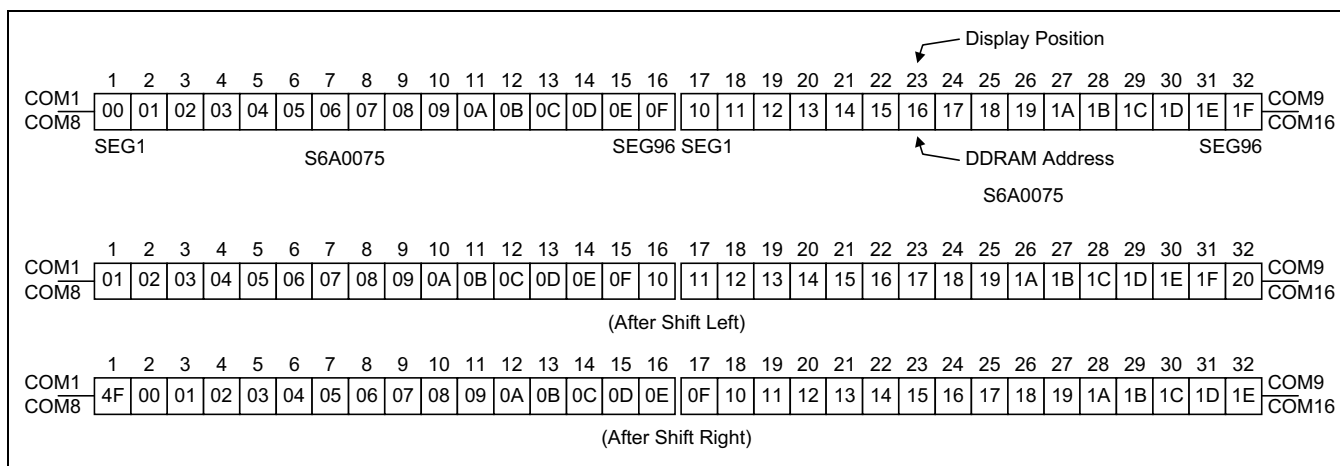 Display Position
1 2 3 4 5 6 7 8 9 10 11 12 13 14 15 16 17 18 19 20 21 22 23 24 25 26 27 28 29 30 31 32
COM1 COM9
00 01 02 03 04 05 06 07 08 09 0A 0B 0C 0D 0E 0F 10 11 12 13 14 15 16 17 18 19 1A 1B 1C 1D 1E 1F
COM8 COM16
SEG1 S6A0075 SEG96 SEG1 DDRAM Address SEG96
S6A0075
1 2 3 4 5 6 7 8 9 10 11 12 13 14 15 16 17 18 19 20 21 22 23 24 25 26 27 28 29 30 31 32
COM1 COM9
01 02 03 04 05 06 07 08 09 0A 0B 0C 0D 0E 0F 10 11 12 13 14 15 16 17 18 19 1A 1B 1C 1D 1E 1F 20
COM8 COM16
(After Shift Left)
1 2 3 4 5 6 7 8 9 10 11 12 13 14 15 16 17 18 19 20 21 22 23 24 25 26 27 28 29 30 31 32
COM1 COM9
4F 00 01 02 03 04 05 06 07 08 09 0A 0B 0C 0D 0E 0F 10 11 12 13 14 15 16 17 18 19 1A 1B 1C 1D 1E
COM8 COM16
(After Shift Right)